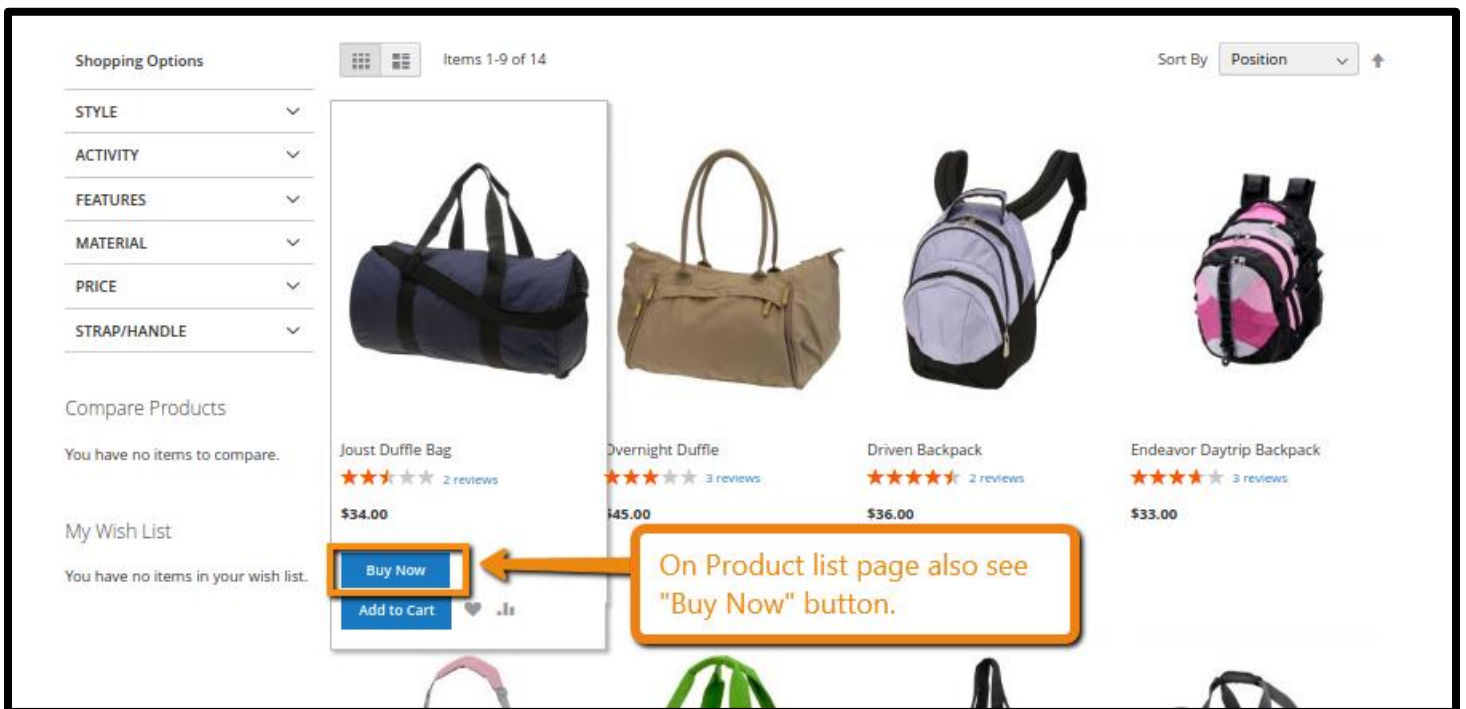 Shopping Options
Items 1-9 of 14
Sort By Position
STYLE
ACTIVITY
FEATURES
MATERIAL
PRICE
STRAP/HANDLE
Compare Products
You have no items to compare.
My Wish List
You have no items in your wish list.
Joust Duffle Bag
2 reviews
$34.00
Buy Now
Add to Cart
Overnight Duffle
3 reviews
$45.00
Driven Backpack
2 reviews
$36.00
Endeavor Daytrip Backpack
3 reviews
$33.00
On Product list page also see
"Buy Now" button.